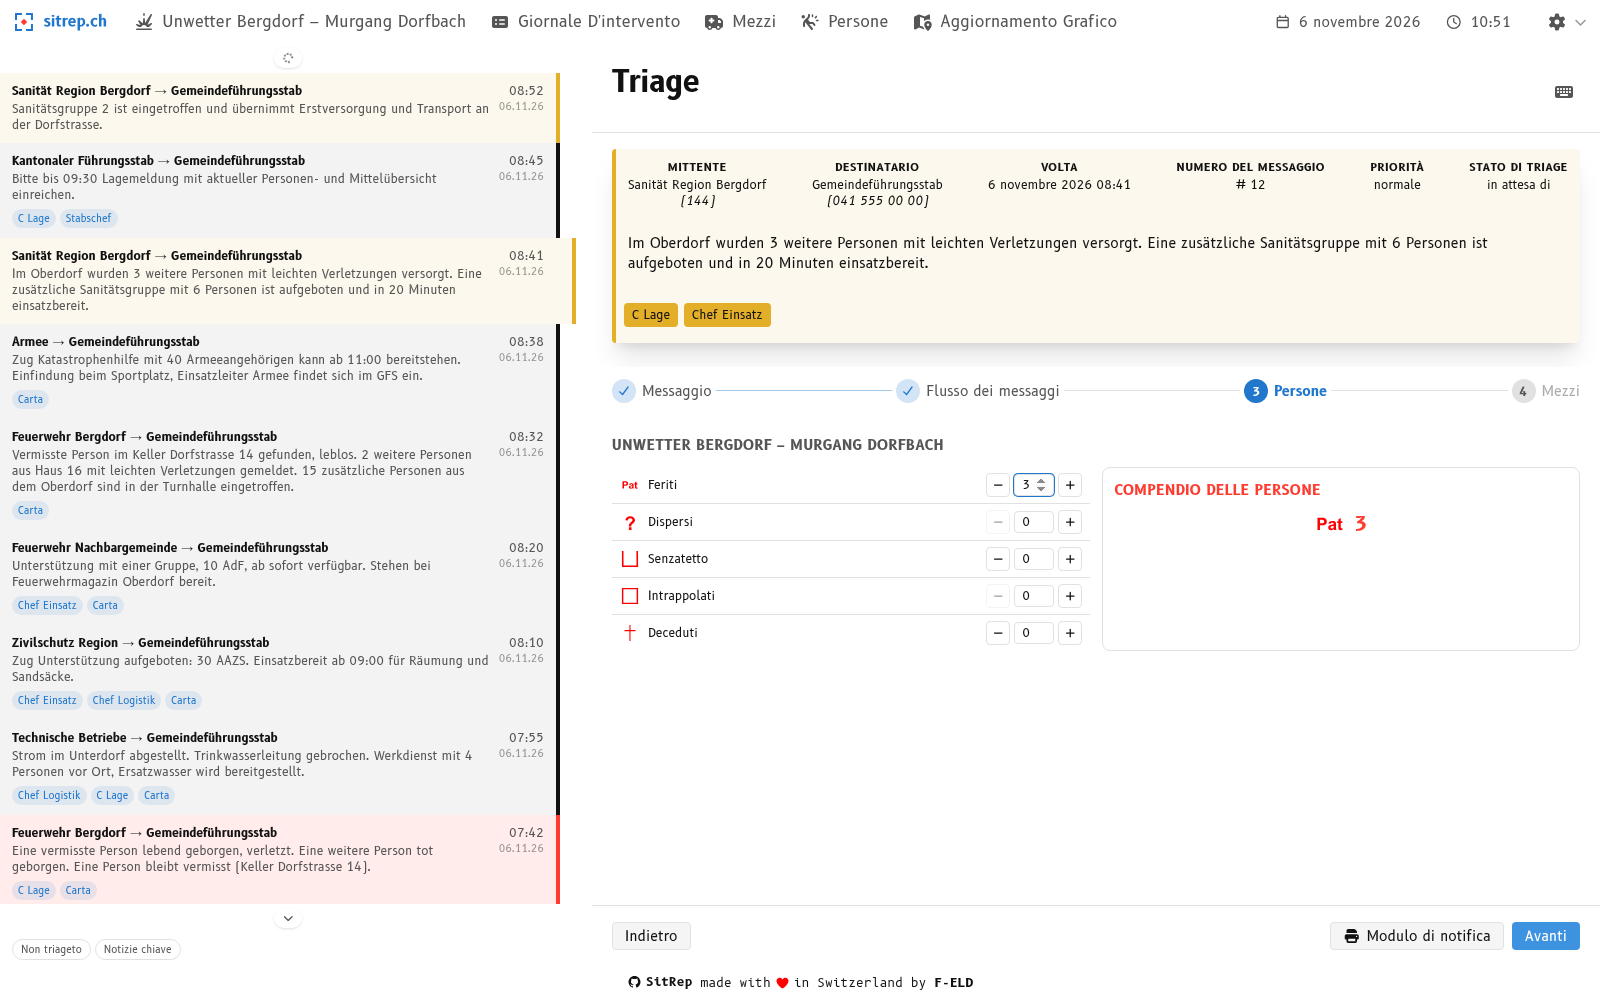 sitrep.ch
Unwetter Bergdorf – Murgang Dorfbach
Giornale D'intervento
Mezzi
Persone
Aggiornamento Grafico
6 novembre 2026
10:51
Sanität Region Bergdorf → Gemeindeführungsstab 08:52
Sanitätsgruppe 2 ist eingetroffen und übernimmt Erstversorgung und Transport an 06.11.26
der Dorfstrasse.
Kantonaler Führungsstab → Gemeindeführungsstab 08:45
Bitte bis 09:30 Lagemeldung mit aktueller Personen- und Mittelübersicht 06.11.26
einreichen.
C Lage Stabschef
Sanität Region Bergdorf → Gemeindeführungsstab 08:41
Im Oberdorf wurden 3 weitere Personen mit leichten Verletzungen versorgt. Eine 06.11.26
zusätzliche Sanitätsgruppe mit 6 Personen ist aufgeboten und in 20 Minuten
einsatzbereit.
Armee → Gemeindeführungsstab 08:38
Zug Katastrophenhilfe mit 40 Armeeangehörigen kann ab 11:00 bereitstehen. 06.11.26
Einfindung beim Sportplatz, Einsatzleiter Armee findet sich im GFS ein.
Carta
Feuerwehr Bergdorf → Gemeindeführungsstab 08:32
Vermisste Person im Keller Dorfstrasse 14 gefunden, leblos. 2 weitere Personen 06.11.26
aus Haus 16 mit leichten Verletzungen gemeldet. 15 zusätzliche Personen aus
dem Oberdorf sind in der Turnhalle eingetroffen.
Carta
Feuerwehr Nachbargemeinde → Gemeindeführungsstab 08:20
Unterstützung mit einer Gruppe, 10 AdF, ab sofort verfügbar. Stehen bei 06.11.26
Feuerwehrmagazin Oberdorf bereit.
Chef Einsatz Carta
Zivilschutz Region → Gemeindeführungsstab 08:10
Zug Unterstützung aufgeboten: 30 AAZS. Einsatzbereit ab 09:00 für Räumung und 06.11.26
Sandsäcke.
Chef Einsatz Chef Logistik Carta
Technische Betriebe → Gemeindeführungsstab 07:55
Strom im Unterdorf abgestellt. Trinkwasserleitung gebrochen. Werkdienst mit 4 06.11.26
Personen vor Ort, Ersatzwasser wird bereitgestellt.
Chef Logistik C Lage Carta
Feuerwehr Bergdorf → Gemeindeführungsstab 07:42
Eine vermisste Person lebend geborgen, verletzt. Eine weitere Person tot 06.11.26
geborgen. Eine Person bleibt vermisst (Keller Dorfstrasse 14).
C Lage Carta
Non triageto Notizie chiave
Triage
MITTENTE DESTINATARIO VOLTA NUMERO DEL MESSAGGIO PRIORITÀ STATO DI TRIAGE
Sanität Region Bergdorf Gemeindeführungsstab 6 novembre 2026 08:41 # 12 normale in attesa di
(144) (041 555 00 00)
Im Oberdorf wurden 3 weitere Personen mit leichten Verletzungen versorgt. Eine zusätzliche Sanitätsgruppe mit 6 Personen ist
aufgeboten und in 20 Minuten einsatzbereit.
C Lage Chef Einsatz
Messaggio Flusso dei messaggi 3 Persone 4 Mezzi
UNWETTER BERGDORF – MURGANG DORFBACH
Pat Feriti − 3 +
? Dispersi − 0 +
Senzatetto − 0 +
Intrappolati − 0 +
Deceduti − 0 +
COMPENDIO DELLE PERSONE
Pat 3
Indietro Modulo di notifica Avanti
SitRep made with in Switzerland by F-ELD